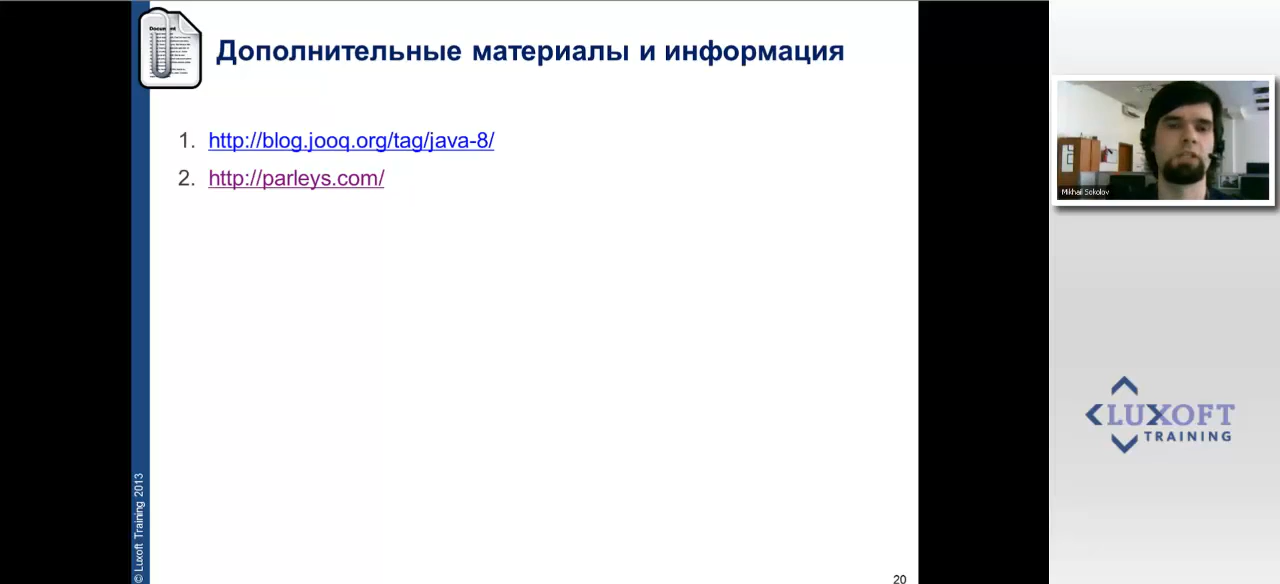 Document
Дополнительные материалы и информация
1. http://blog.jooq.org/tag/java-8/
2. http://parleys.com/
Mikhail Sokolov
LUXOFT
TRAINING
© Luxoft Training 2013
20